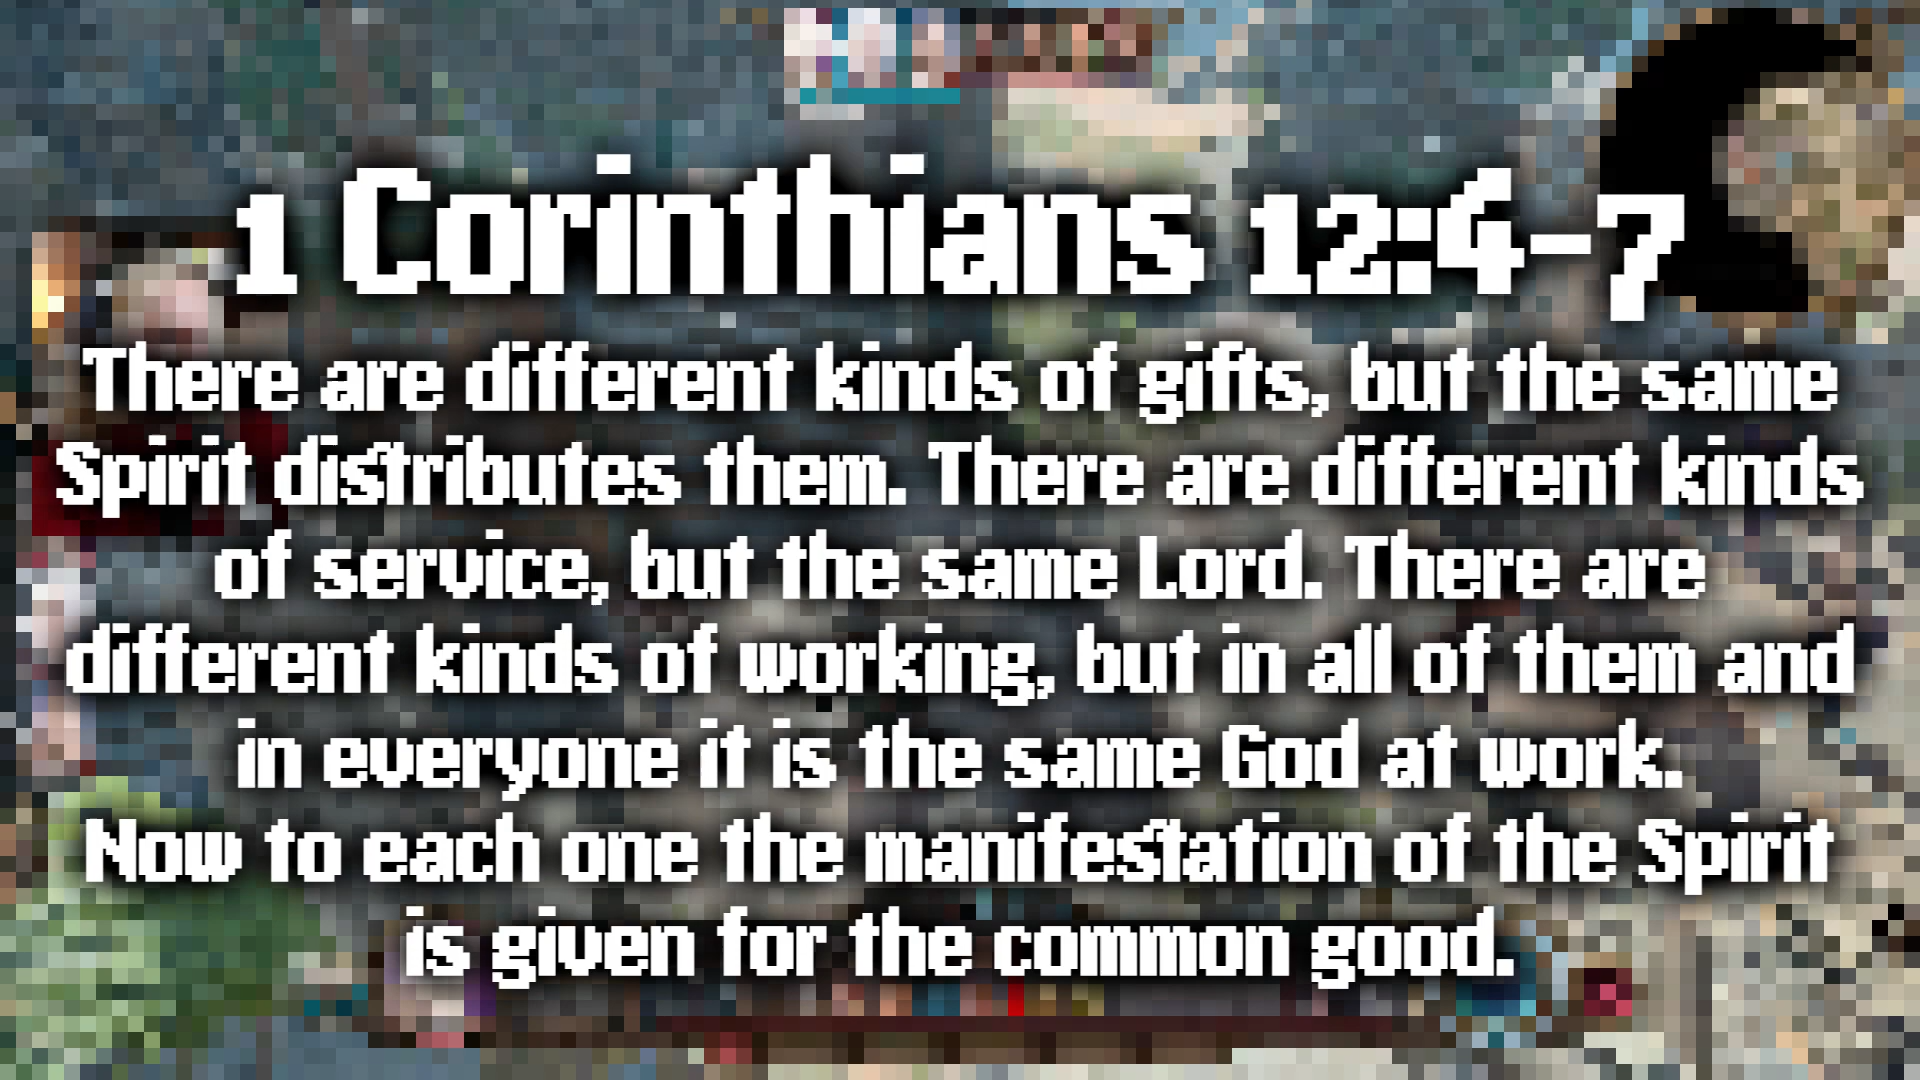 1 Corinthians 12:4-7
There are different kinds of gifts, but the same
Spirit distributes them. There are different kinds
of service, but the same Lord. There are
different kinds of working, but in all of them and
in everyone it is the same God at work.
Now to each one the manifestation of the Spirit
is given for the common good.